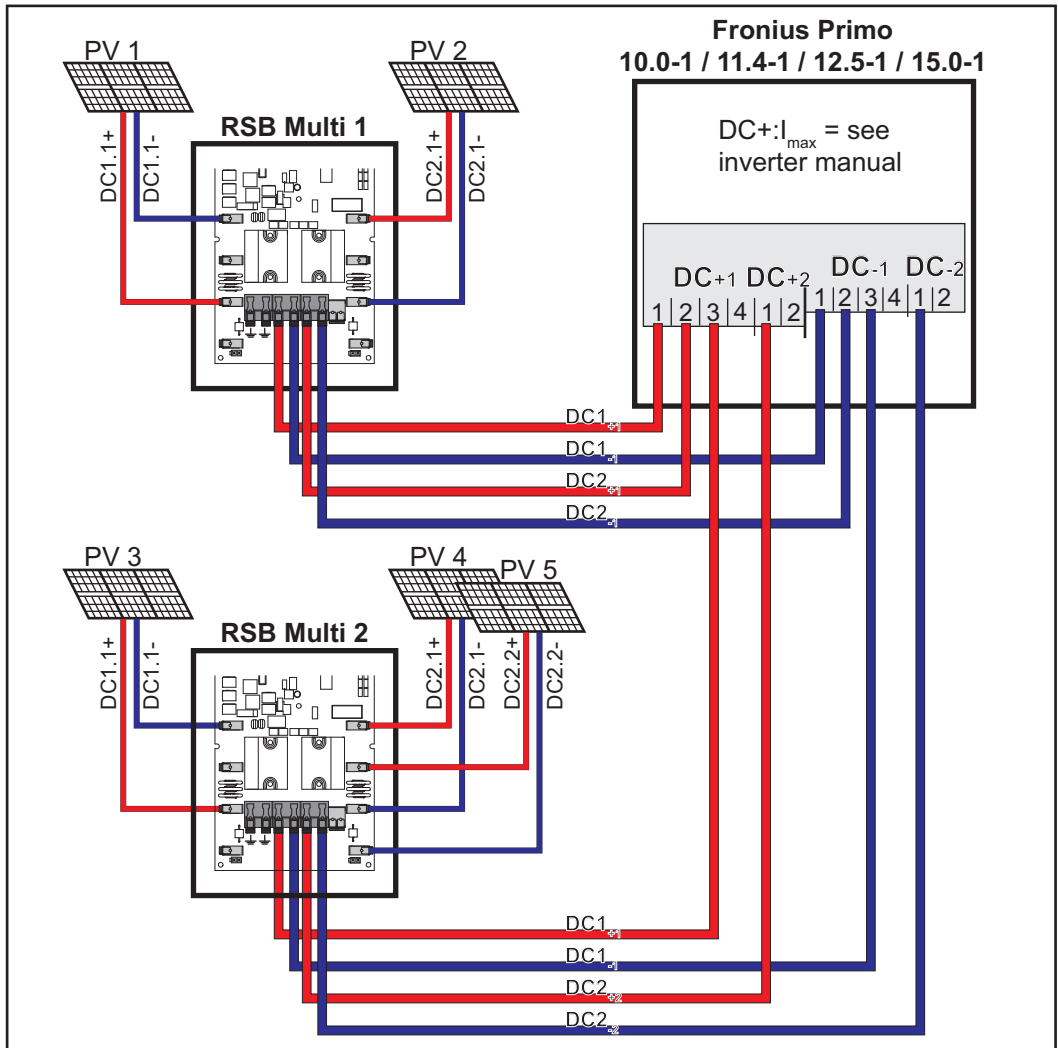 Fronius Primo
10.0-1 / 11.4-1 / 12.5-1 / 15.0-1
PV 1
PV 2
RSB Multi 1
DC1.1+
DC1.1-
DC2.1+
DC2.1-
DC+:Imax = see
inverter manual
DC+1 DC+2 DC-1 DC-2
1 2 3 4 1 2 1 2 3 4 1 2
DC1+1
DC1-1
DC2+1
DC2-1
PV 3
PV 4
PV 5
RSB Multi 2
DC1.1+
DC1.1-
DC2.1+
DC2.1-
DC2.2+
DC2.2-
DC1+1
DC1-1
DC2+2
DC2-2